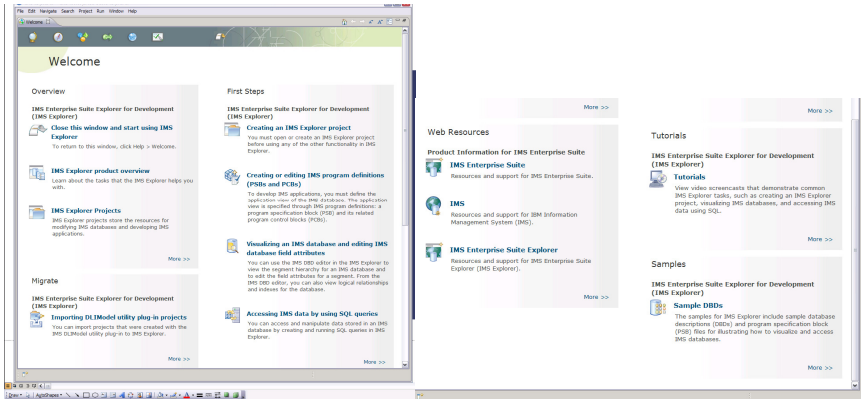 File Edit Navigate Search Project Run Window Help
Welcome
Welcome
Overview
IMS Enterprise Suite Explorer for Development
(IMS Explorer)
Close this window and start using IMS
Explorer
To return to this window, click Help > Welcome.
IMS Explorer product overview
Learn about the tasks that the IMS Explorer helps you
with.
IMS Explorer Projects
IMS Explorer projects store the resources for
modifying IMS databases and developing IMS
applications.
More >>
Migrate
IMS Enterprise Suite Explorer for Development
(IMS Explorer)
Importing DLIModel utility plug-in projects
You can import projects that were created with the
IMS DLIModel utility plug-in to IMS Explorer.
More >>
First Steps
IMS Enterprise Suite Explorer for Development
(IMS Explorer)
Creating an IMS Explorer project
You must open or create an IMS Explorer project
before using any of the other functionality in IMS
Explorer.
Creating or editing IMS program definitions
(PSBs and PCBs)
To develop IMS applications, you must define the
application view of the IMS database. The application
view is specified through IMS program definitions: a
program specification block (PSB) and its related
program control blocks (PCBs).
Visualizing an IMS database and editing IMS
database field attributes
You can use the IMS DBD editor in the IMS Explorer to
view the segment hierarchy for an IMS database and
to edit the field attributes for a segment. From the
IMS DBD editor, you can also view logical relationships
and indexes for the database.
Accessing IMS data by using SQL queries
You can access and manipulate data stored in an IMS
database by creating and running SQL queries in IMS
Explorer.
More >>
Draw AutoShapes
More >>
Web Resources
Product Information for IMS Enterprise Suite
IMS Enterprise Suite
Resources and support for IMS Enterprise Suite.
IMS
Resources and support for IBM Information
Management System (IMS).
IMS Enterprise Suite Explorer
Resources and support for IMS Enterprise Suite
Explorer (IMS Explorer).
More >>
More >>
Tutorials
IMS Enterprise Suite Explorer for Development
(IMS Explorer)
Tutorials
View video screencasts that demonstrate common
IMS Explorer tasks, such as creating an IMS Explorer
project, visualizing IMS databases, and accessing IMS
data using SQL.
More >>
Samples
IMS Enterprise Suite Explorer for Development
(IMS Explorer)
Sample DBDs
The samples for IMS Explorer include sample database
descriptions (DBDs) and program specification block
(PSB) files for illustrating how to visualize and access
IMS databases.
More >>